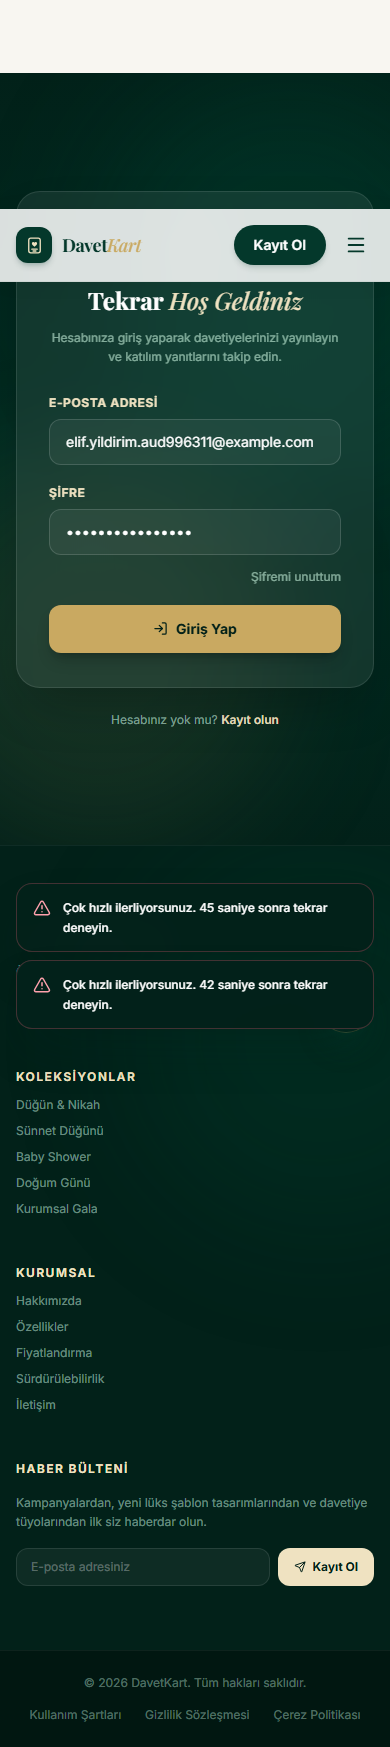 DavetKart
Kayıt Ol
Tekrar Hoş Geldiniz
Hesabınıza giriş yaparak davetiyelerinizi yayınlayın
ve katılım yanıtlarını takip edin.
E-POSTA ADRESİ
elif.yildirim.aud996311@example.com
ŞİFRE
••••••••••••••••
Şifremi unuttum
Giriş Yap
Hesabınız yok mu? Kayıt olun
Çok hızlı ilerliyorsunuz. 45 saniye sonra tekrar
deneyin.
Çok hızlı ilerliyorsunuz. 42 saniye sonra tekrar
deneyin.
KOLEKSİYONLAR
Düğün & Nikah
Sünnet Düğünü
Baby Shower
Doğum Günü
Kurumsal Gala
KURUMSAL
Hakkımızda
Özellikler
Fiyatlandırma
Sürdürülebilirlik
İletişim
HABER BÜLTENİ
Kampanyalardan, yeni lüks şablon tasarımlarından ve davetiye
tüyolarından ilk siz haberdar olun.
E-posta adresiniz
Kayıt Ol
© 2026 DavetKart. Tüm hakları saklıdır.
Kullanım Şartları Gizlilik Sözleşmesi Çerez Politikası